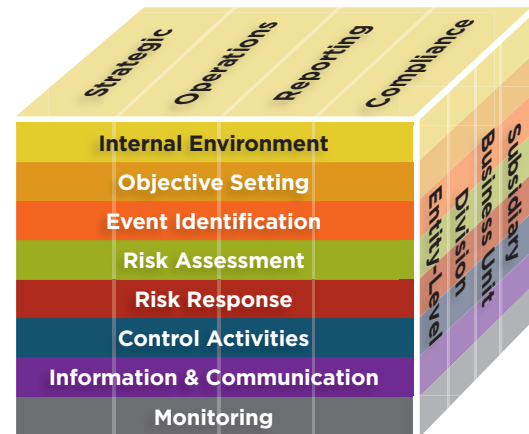 Strategic
Operations
Reporting
Compliance
Internal Environment
Objective Setting
Event Identification
Risk Assessment
Risk Response
Control Activities
Information & Communication
Monitoring
Entity-Level
Division
Business Unit
Subsidiary